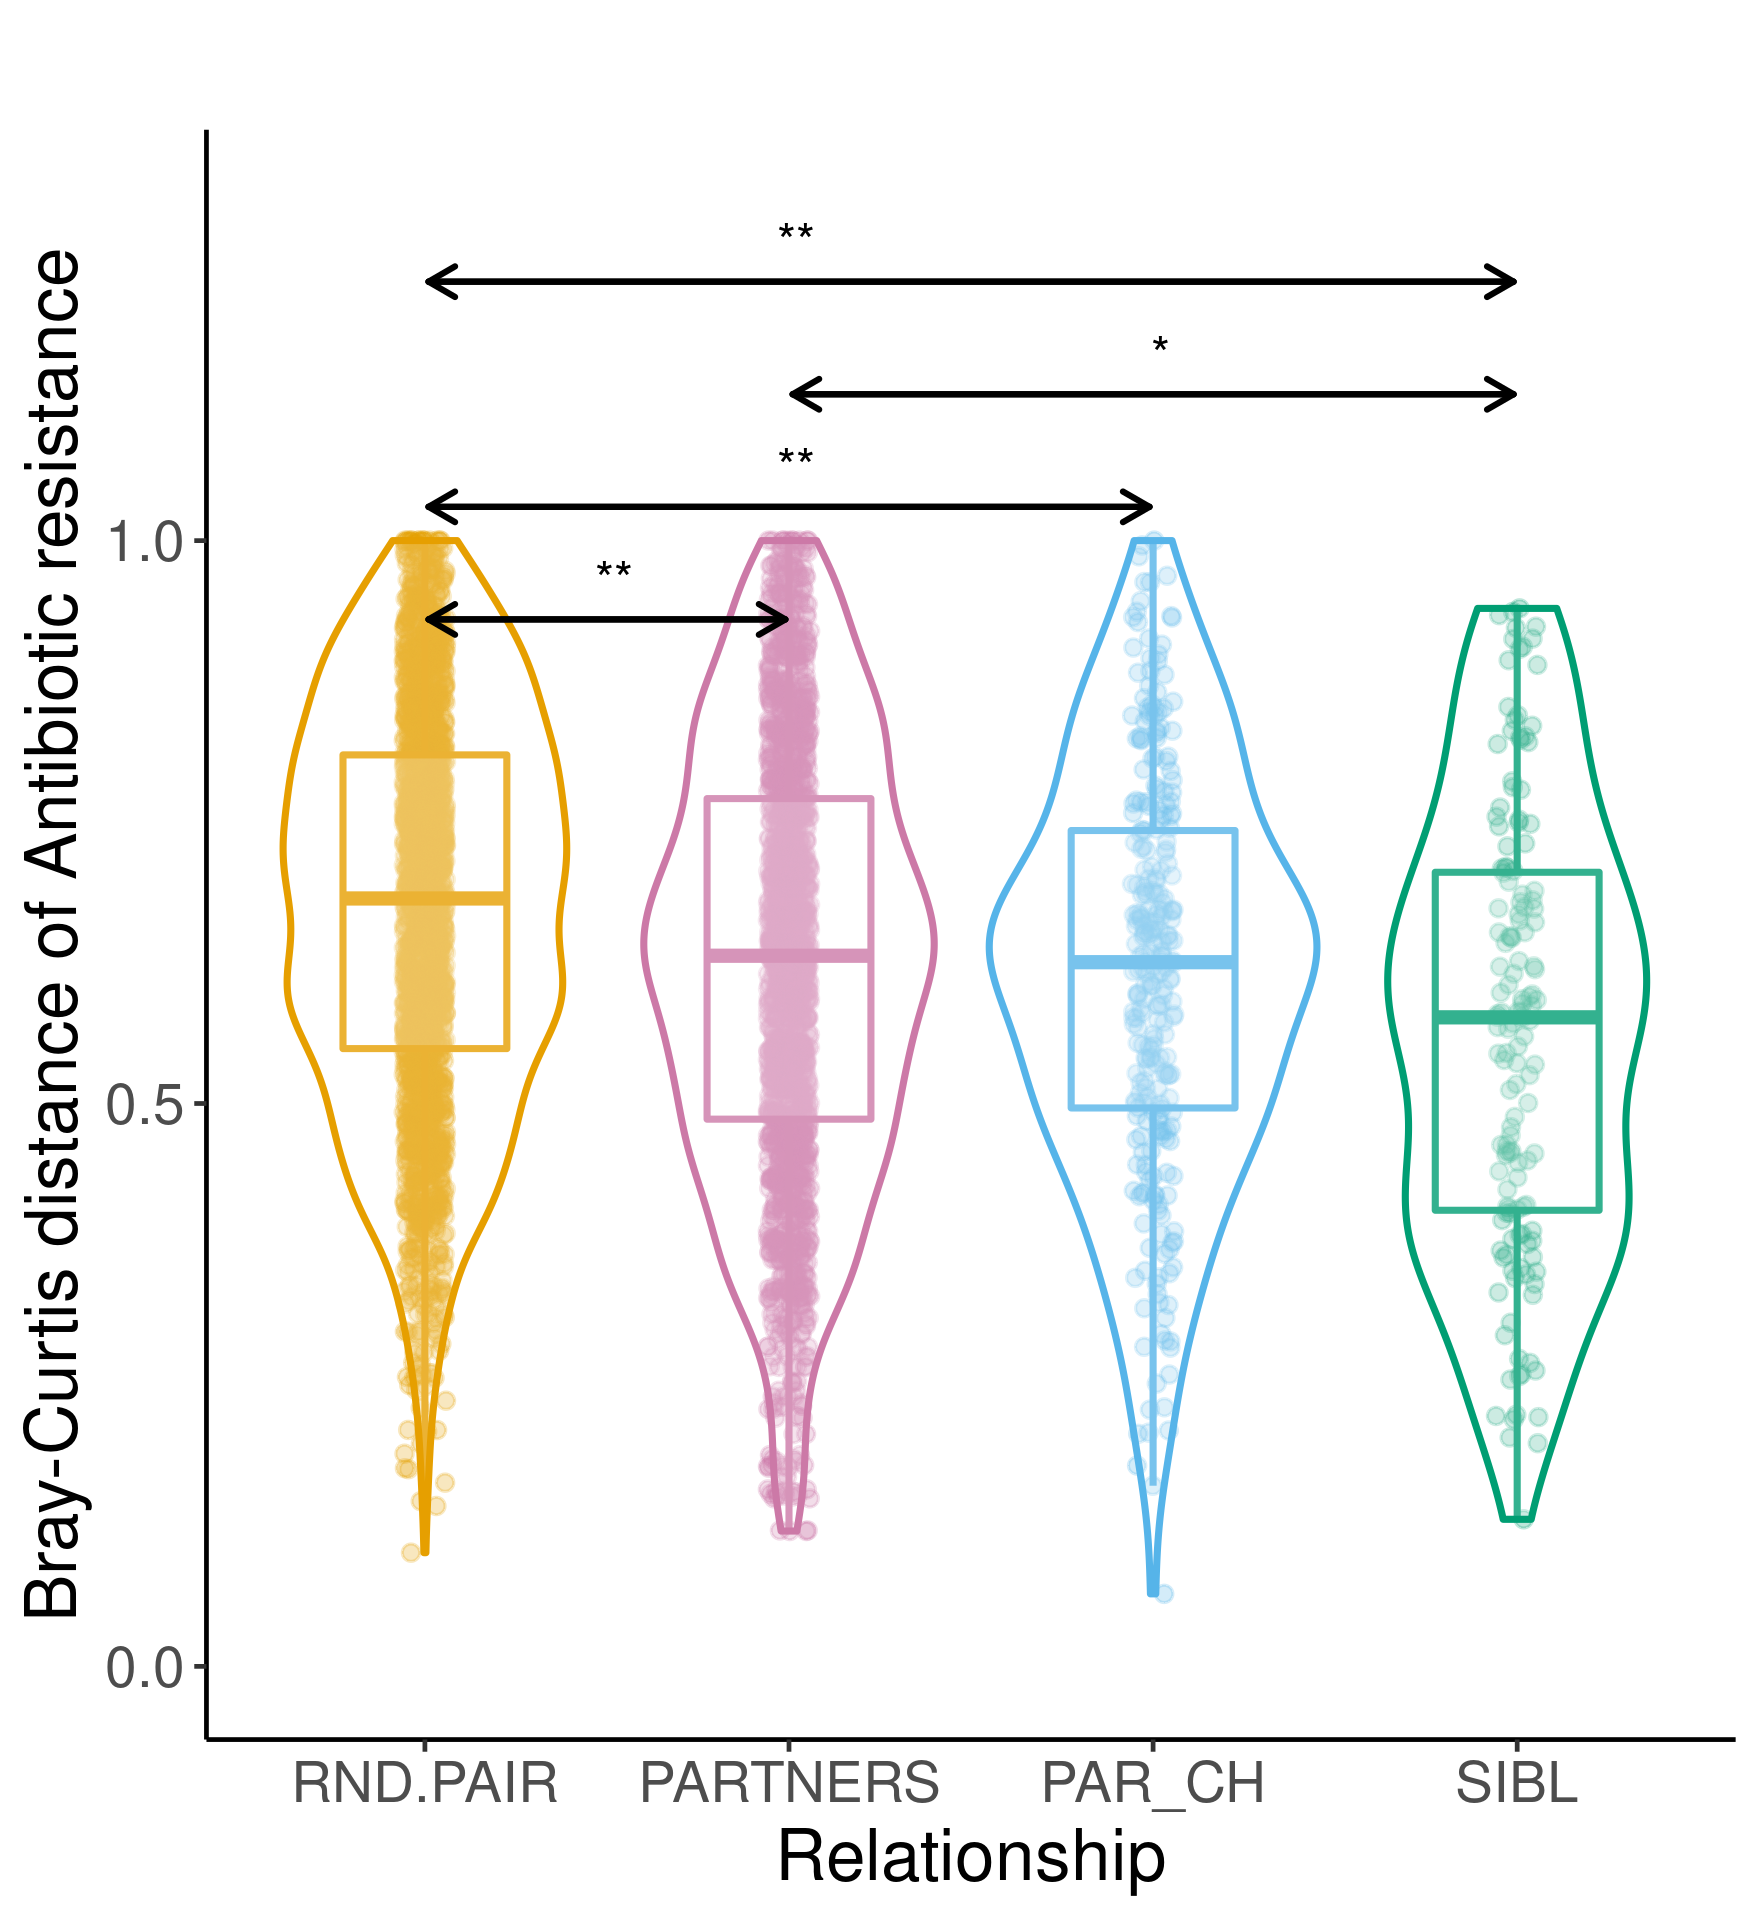 **
*
**
**
Bray-Curtis distance of Antibiotic resistance
1.0
0.5
0.0
RND.PAIR PARTNERS PAR_CH SIBL
Relationship